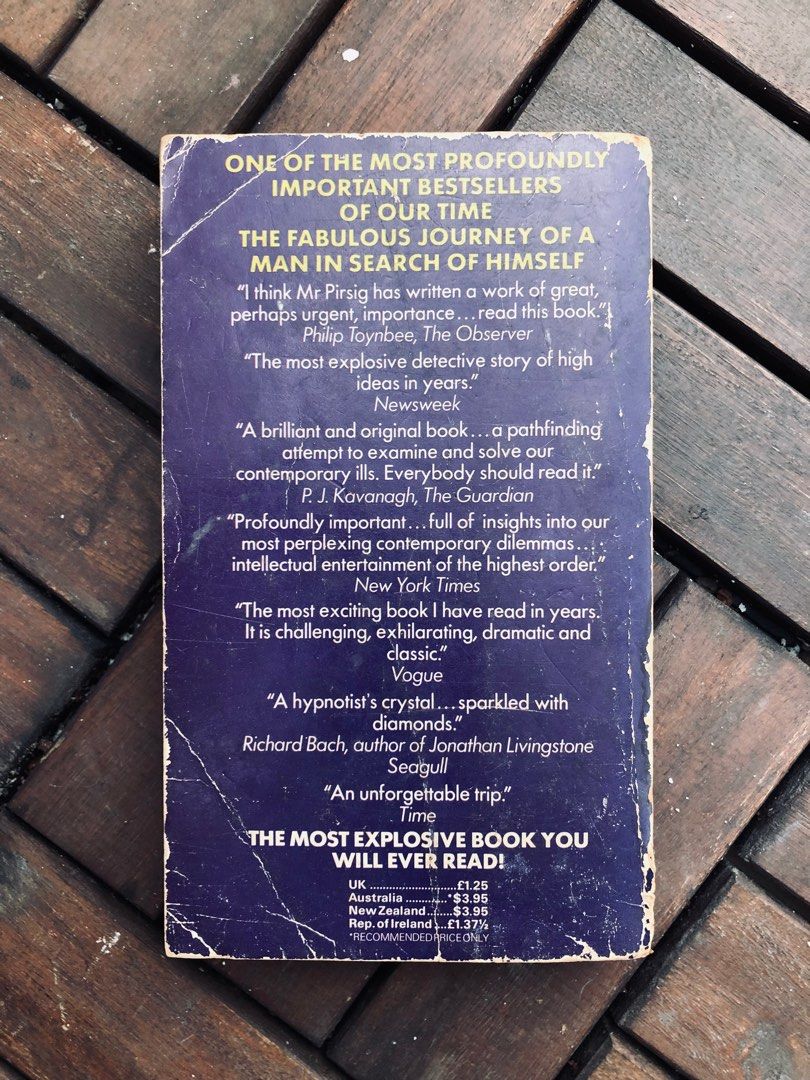 ONE OF THE MOST PROFOUNDLY
IMPORTANT BESTSELLERS
OF OUR TIME
THE FABULOUS JOURNEY OF A
MAN IN SEARCH OF HIMSELF
“I think Mr Pirsig has written a work of great,
perhaps urgent, importance...read this book.”
Philip Toynbee, The Observer
“The most explosive detective story of high
ideas in years.”
Newsweek
“A brilliant and original book...a pathfinding
attempt to examine and solve our
contemporary ills. Everybody should read it.”
P. J. Kavanagh, The Guardian
“Profoundly important...full of insights into our
most perplexing contemporary dilemmas...
intellectual entertainment of the highest order.”
New York Times
“The most exciting book I have read in years.
It is challenging, exhilarating, dramatic and
classic.”
Vogue
“A hypnotist's crystal...sparkled with
diamonds.”
Richard Bach, author of Jonathan Livingstone
Seagull
“An unforgettable trip.”
Time
THE MOST EXPLOSIVE BOOK YOU
WILL EVER READ!
UK ..........................£1.25
Australia ............*$3.95
New Zealand.......$3.95
Rep. of Ireland ...£1.37½
*RECOMMENDED PRICE ONLY